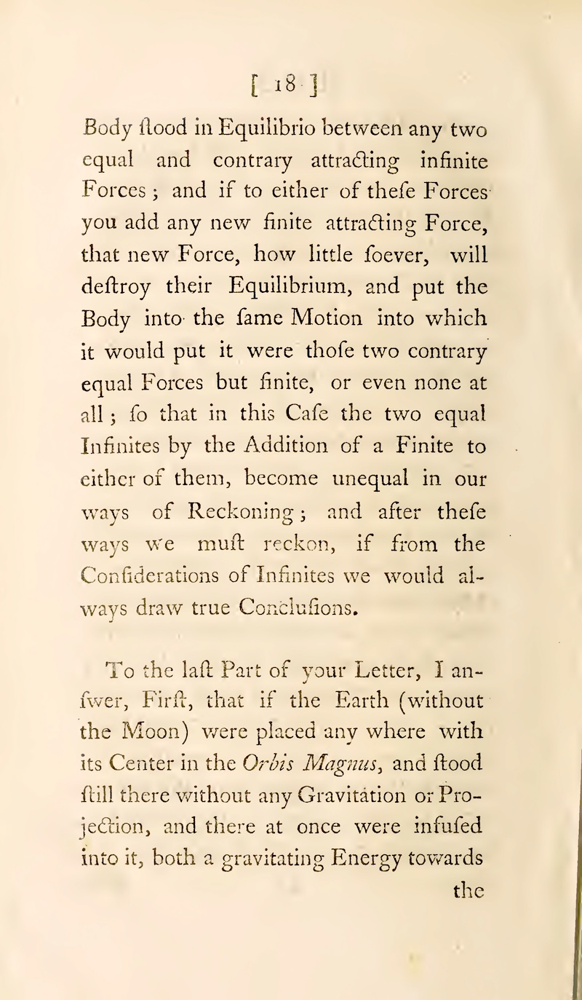 [ 18 ]
Body ſtood in Equilibrio between any two
equal and contrary attracting infinite
Forces; and if to either of theſe Forces
you add any new finite attracting Force,
that new Force, how little ſoever, will
deſtroy their Equilibrium, and put the
Body into the ſame Motion into which
it would put it were thoſe two contrary
equal Forces but finite, or even none at
all; ſo that in this Caſe the two equal
Infinites by the Addition of a Finite to
either of them, become unequal in our
ways of Reckoning; and after theſe
ways we muſt reckon, if from the
Conſiderations of Infinites we would al-
ways draw true Concluſions.
To the laſt Part of your Letter, I an-
ſwer, Firſt, that if the Earth (without
the Moon) were placed any where with
its Center in the Orbis Magnus, and ſtood
ſtill there without any Gravitation or Pro-
jection, and there at once were infuſed
into it, both a gravitating Energy towards
the